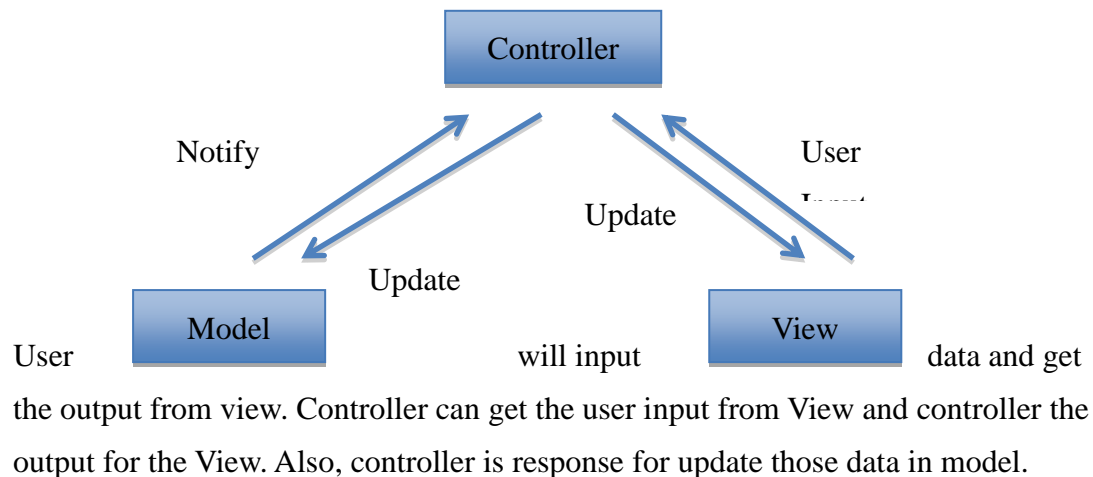 Controller
Notify
User
Update
Update
Model
View
User will input data and get
the output from view. Controller can get the user input from View and controller the
output for the View. Also, controller is response for update those data in model.